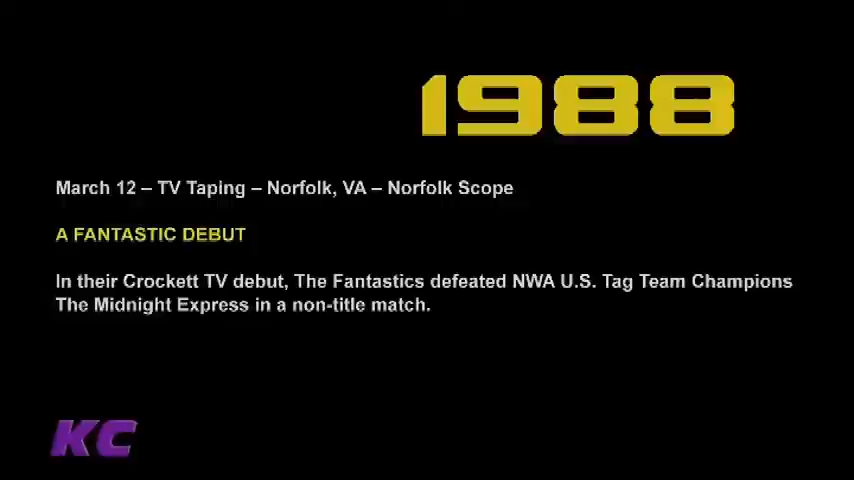 1988
March 12 – TV Taping – Norfolk, VA – Norfolk Scope
A FANTASTIC DEBUT
In their Crockett TV debut, The Fantastics defeated NWA U.S. Tag Team Champions
The Midnight Express in a non-title match.
KC